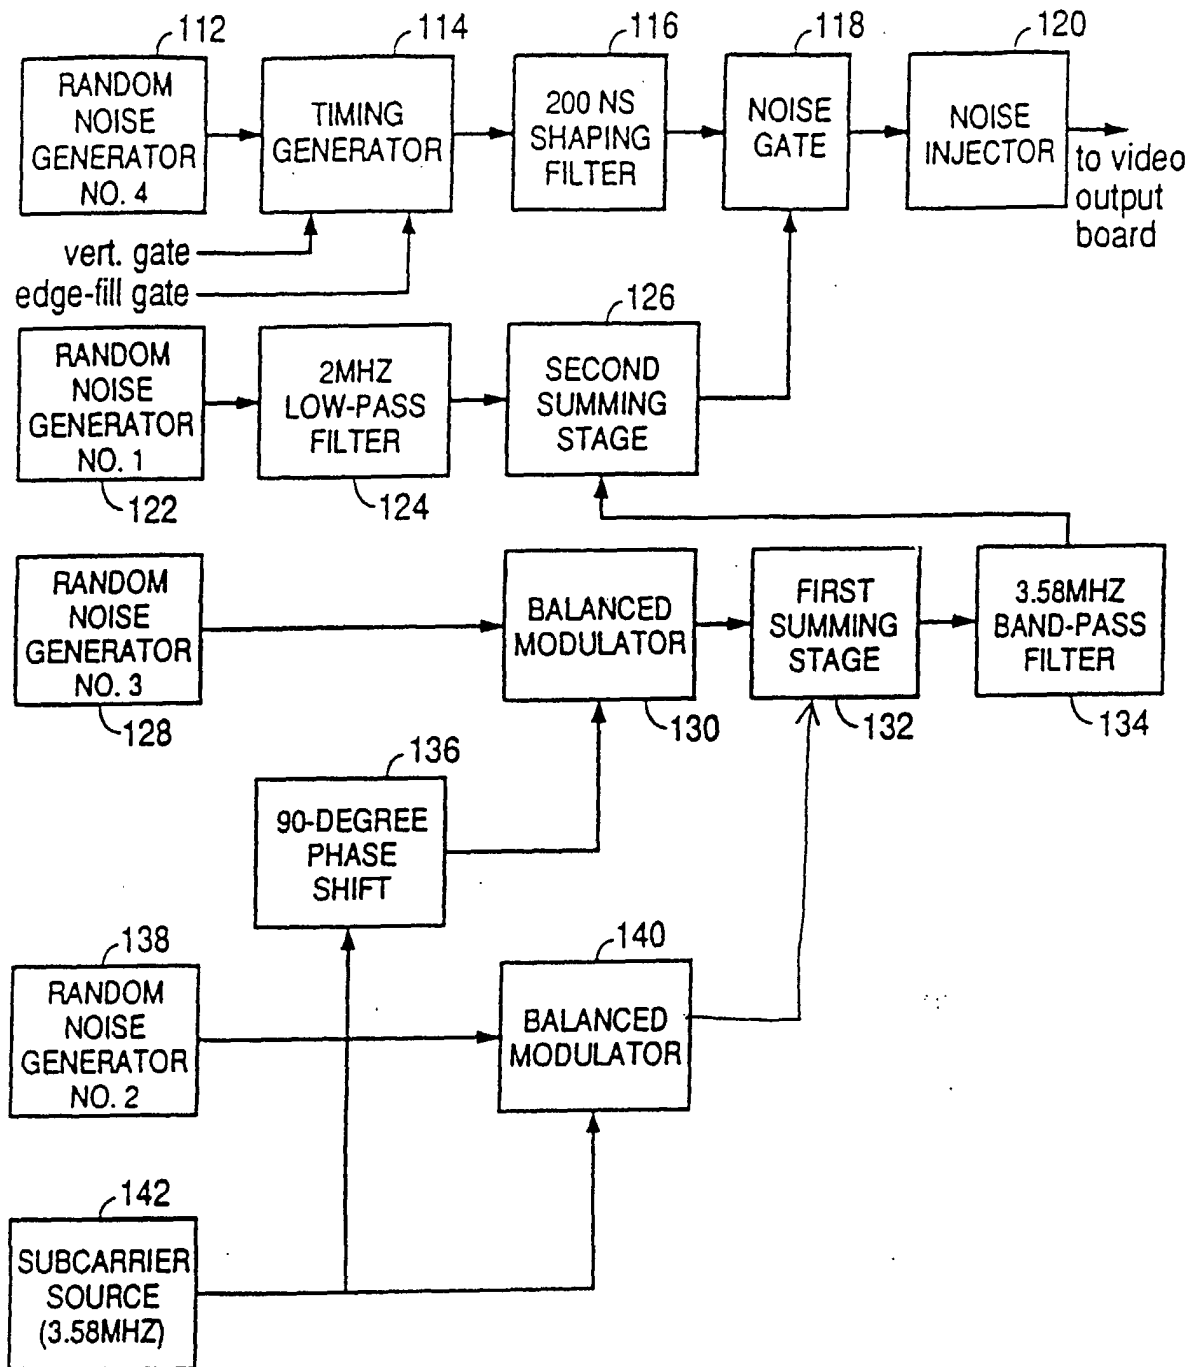 112
114
116
118
120
RANDOM
NOISE
GENERATOR
NO. 4
TIMING
GENERATOR
200 NS
SHAPING
FILTER
NOISE
GATE
NOISE
INJECTOR
to video
output
board
vert. gate
edge-fill gate
126
RANDOM
NOISE
GENERATOR
NO. 1
2MHZ
LOW-PASS
FILTER
SECOND
SUMMING
STAGE
122
124
RANDOM
NOISE
GENERATOR
NO. 3
BALANCED
MODULATOR
FIRST
SUMMING
STAGE
3.58MHZ
BAND-PASS
FILTER
128
130
132
134
136
90-DEGREE
PHASE
SHIFT
138
140
RANDOM
NOISE
GENERATOR
NO. 2
BALANCED
MODULATOR
142
SUBCARRIER
SOURCE
(3.58MHZ)